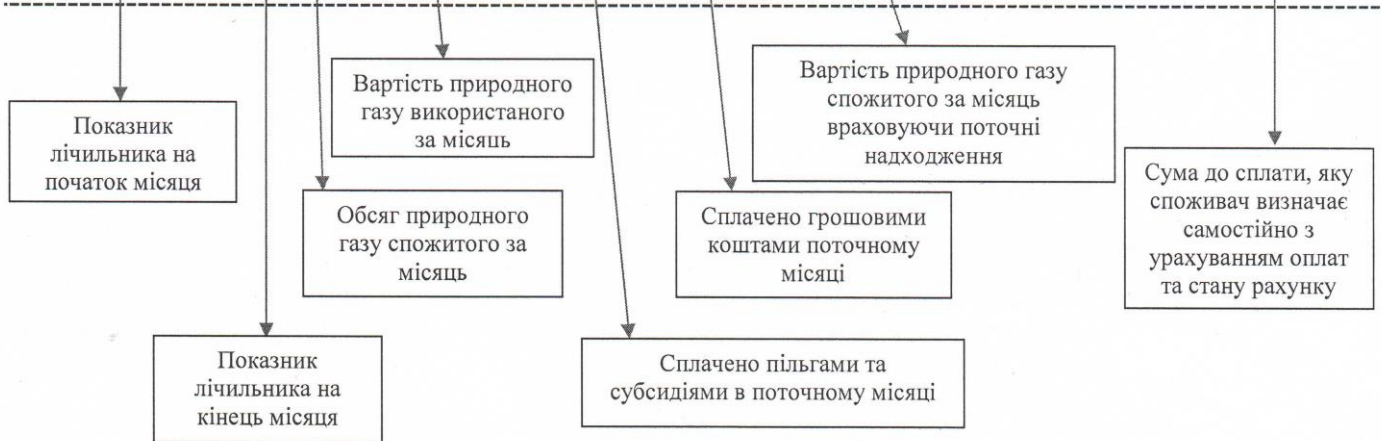 Показник
лічильника на
початок місяця
Вартість природного
газу використаного
за місяць
Вартість природного газу
спожитого за місяць
враховуючи поточні
надходження
Обсяг природного
газу спожитого за
місяць
Сплачено грошовими
коштами поточному
місяці
Сума до сплати, яку
споживач визначає
самостійно з
урахуванням оплат
та стану рахунку
Показник
лічильника на
кінець місяця
Сплачено пільгами та
субсидіями в поточному місяці